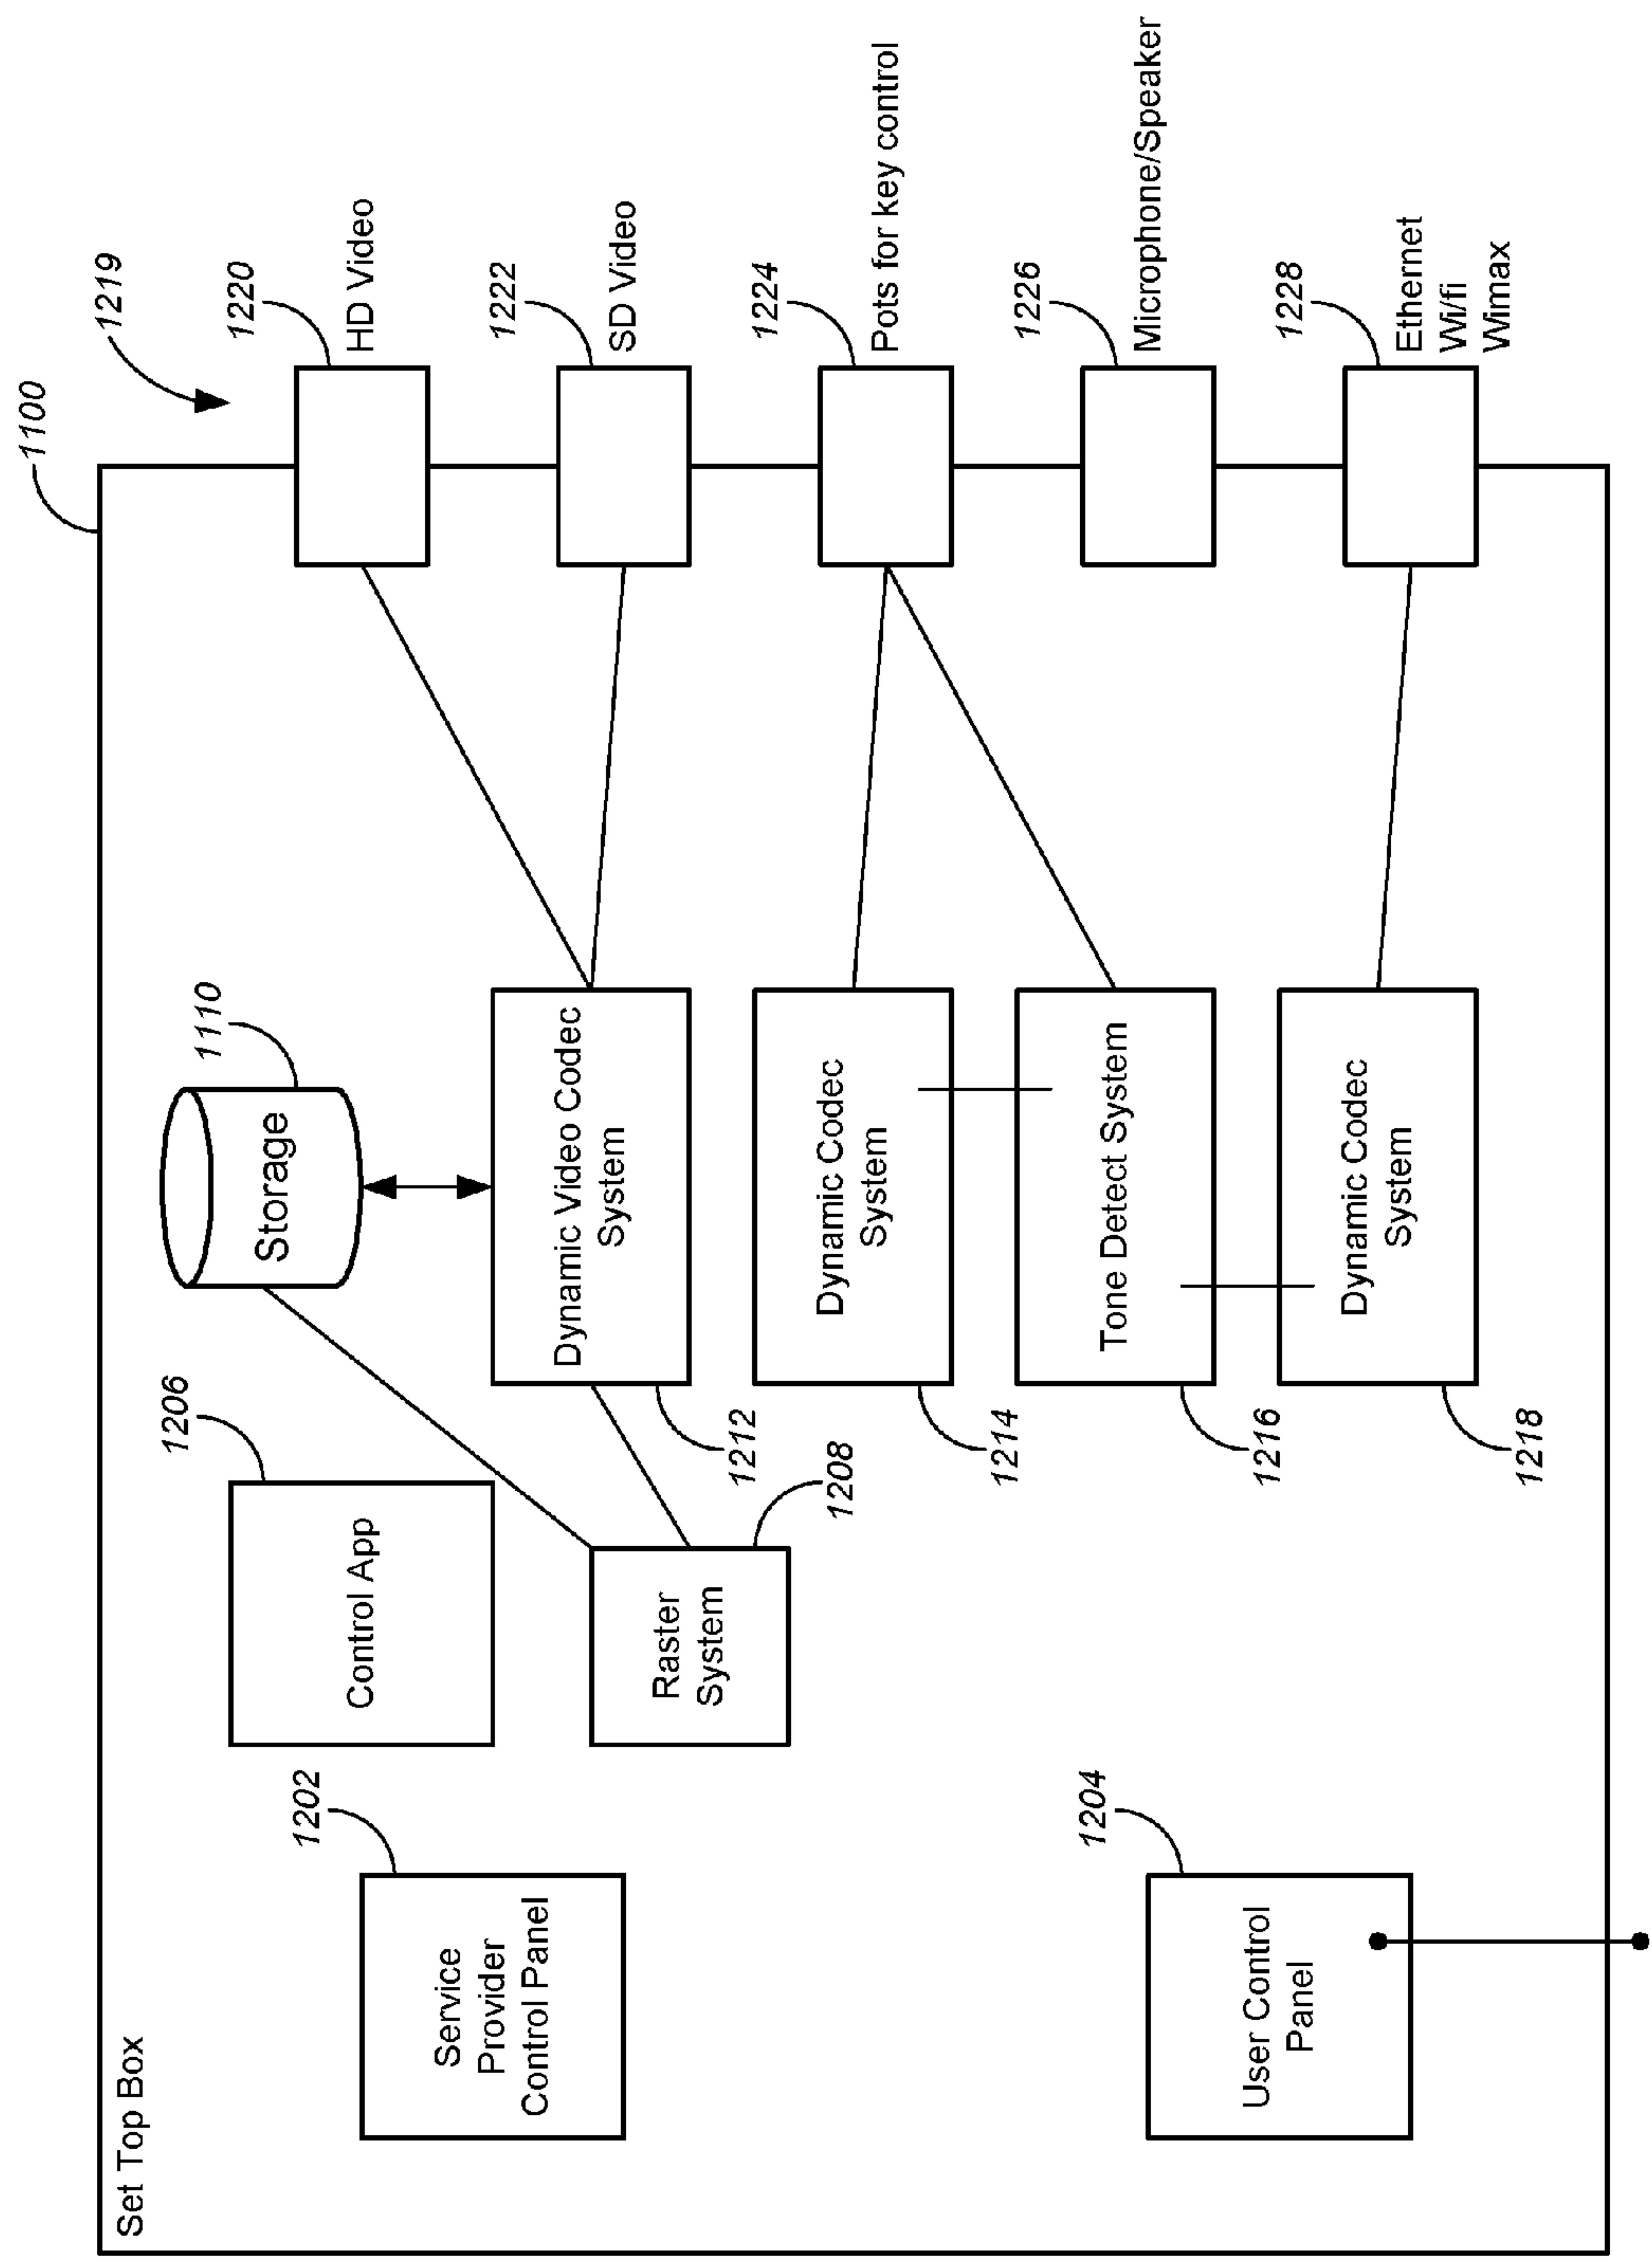 Set Top Box
1100
1219
Service
Provider
Control Panel
1202
User Control
Panel
1204
Control App
1206
Raster
System
1208
Storage
1110
Dynamic Video Codec
System
1212
Dynamic Codec
System
1214
Tone Detect System
1216
Dynamic Codec
System
1218
1220
HD Video
1222
SD Video
1224
Pots for key control
1226
Microphone/Speaker
1228
Ethernet
Wi/fi
Wimax